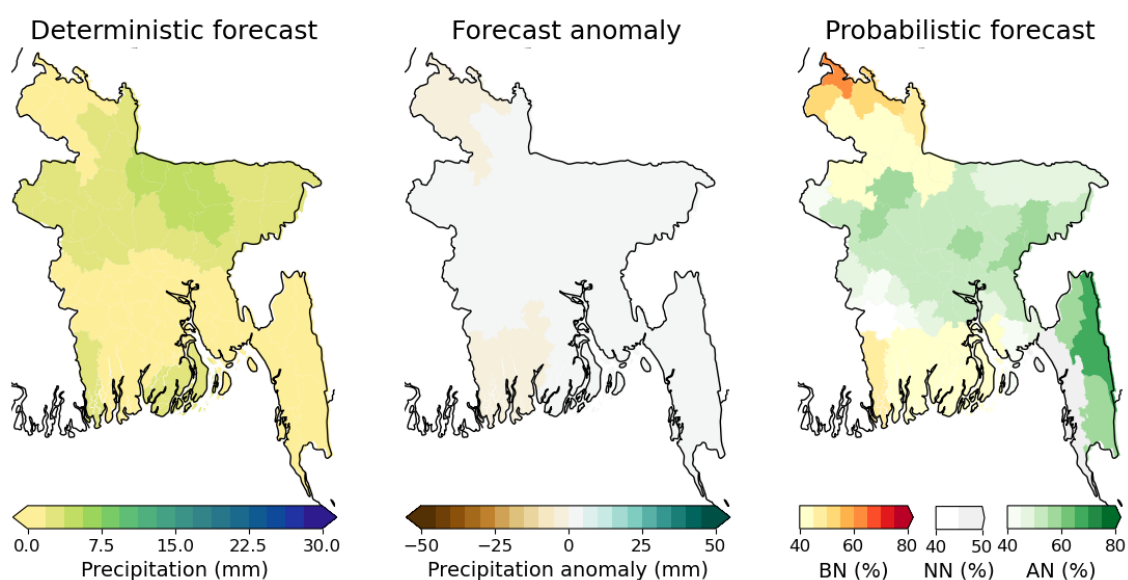 Deterministic forecast
Forecast anomaly
Probabilistic forecast
0.0 7.5 15.0 22.5 30.0
Precipitation (mm)
−50 −25 0 25 50
Precipitation anomaly (mm)
40 60 80
BN (%)
40 50
NN (%)
40 60 80
AN (%)